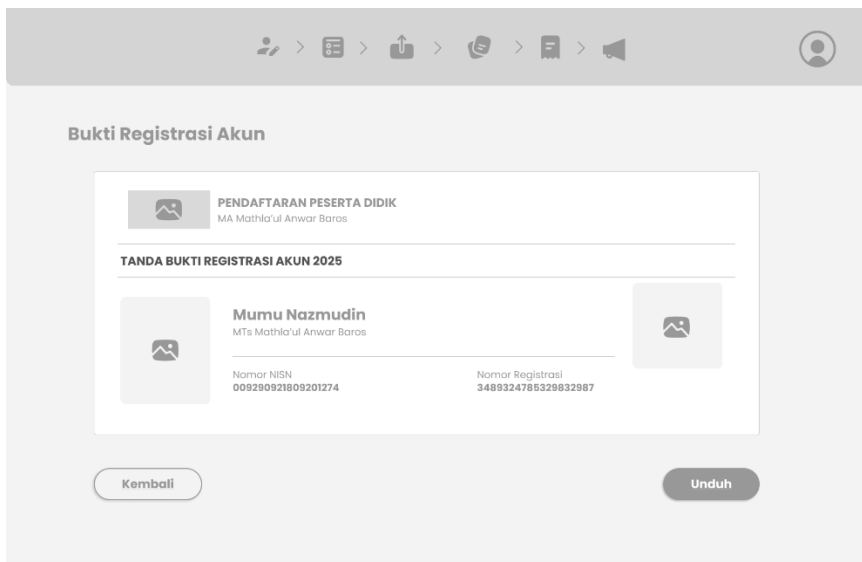 Bukti Registrasi Akun
PENDAFTARAN PESERTA DIDIK
MA Mathla'ul Anwar Baros
TANDA BUKTI REGISTRASI AKUN 2025
Mumu Nazmudin
MTs Mathla'ul Anwar Baros
Nomor NISN
009290921809201274
Nomor Registrasi
3489324785329832987
Kembali
Unduh